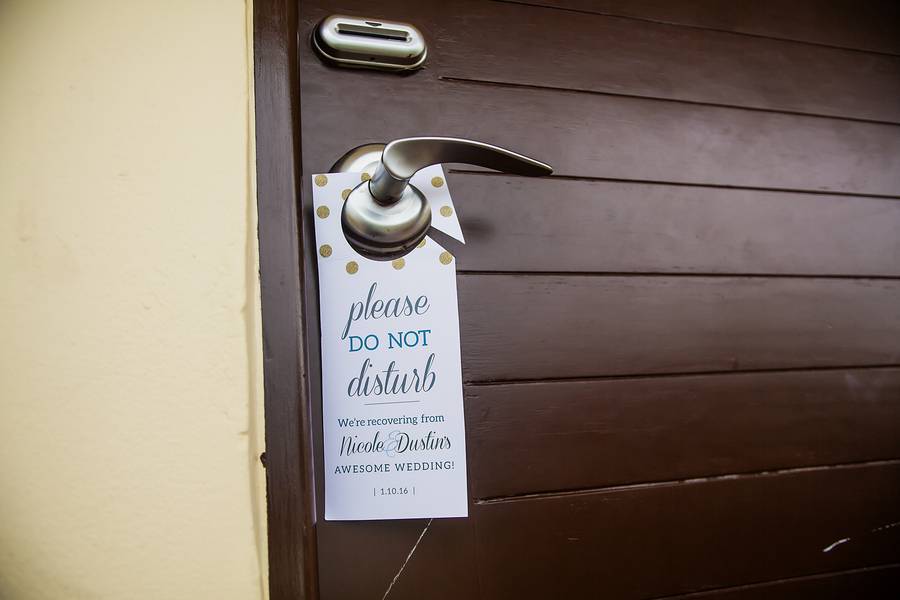 please
DO NOT
disturb
We're recovering from
Nicole & Dustin's
AWESOME WEDDING!
| 1.10.16 |